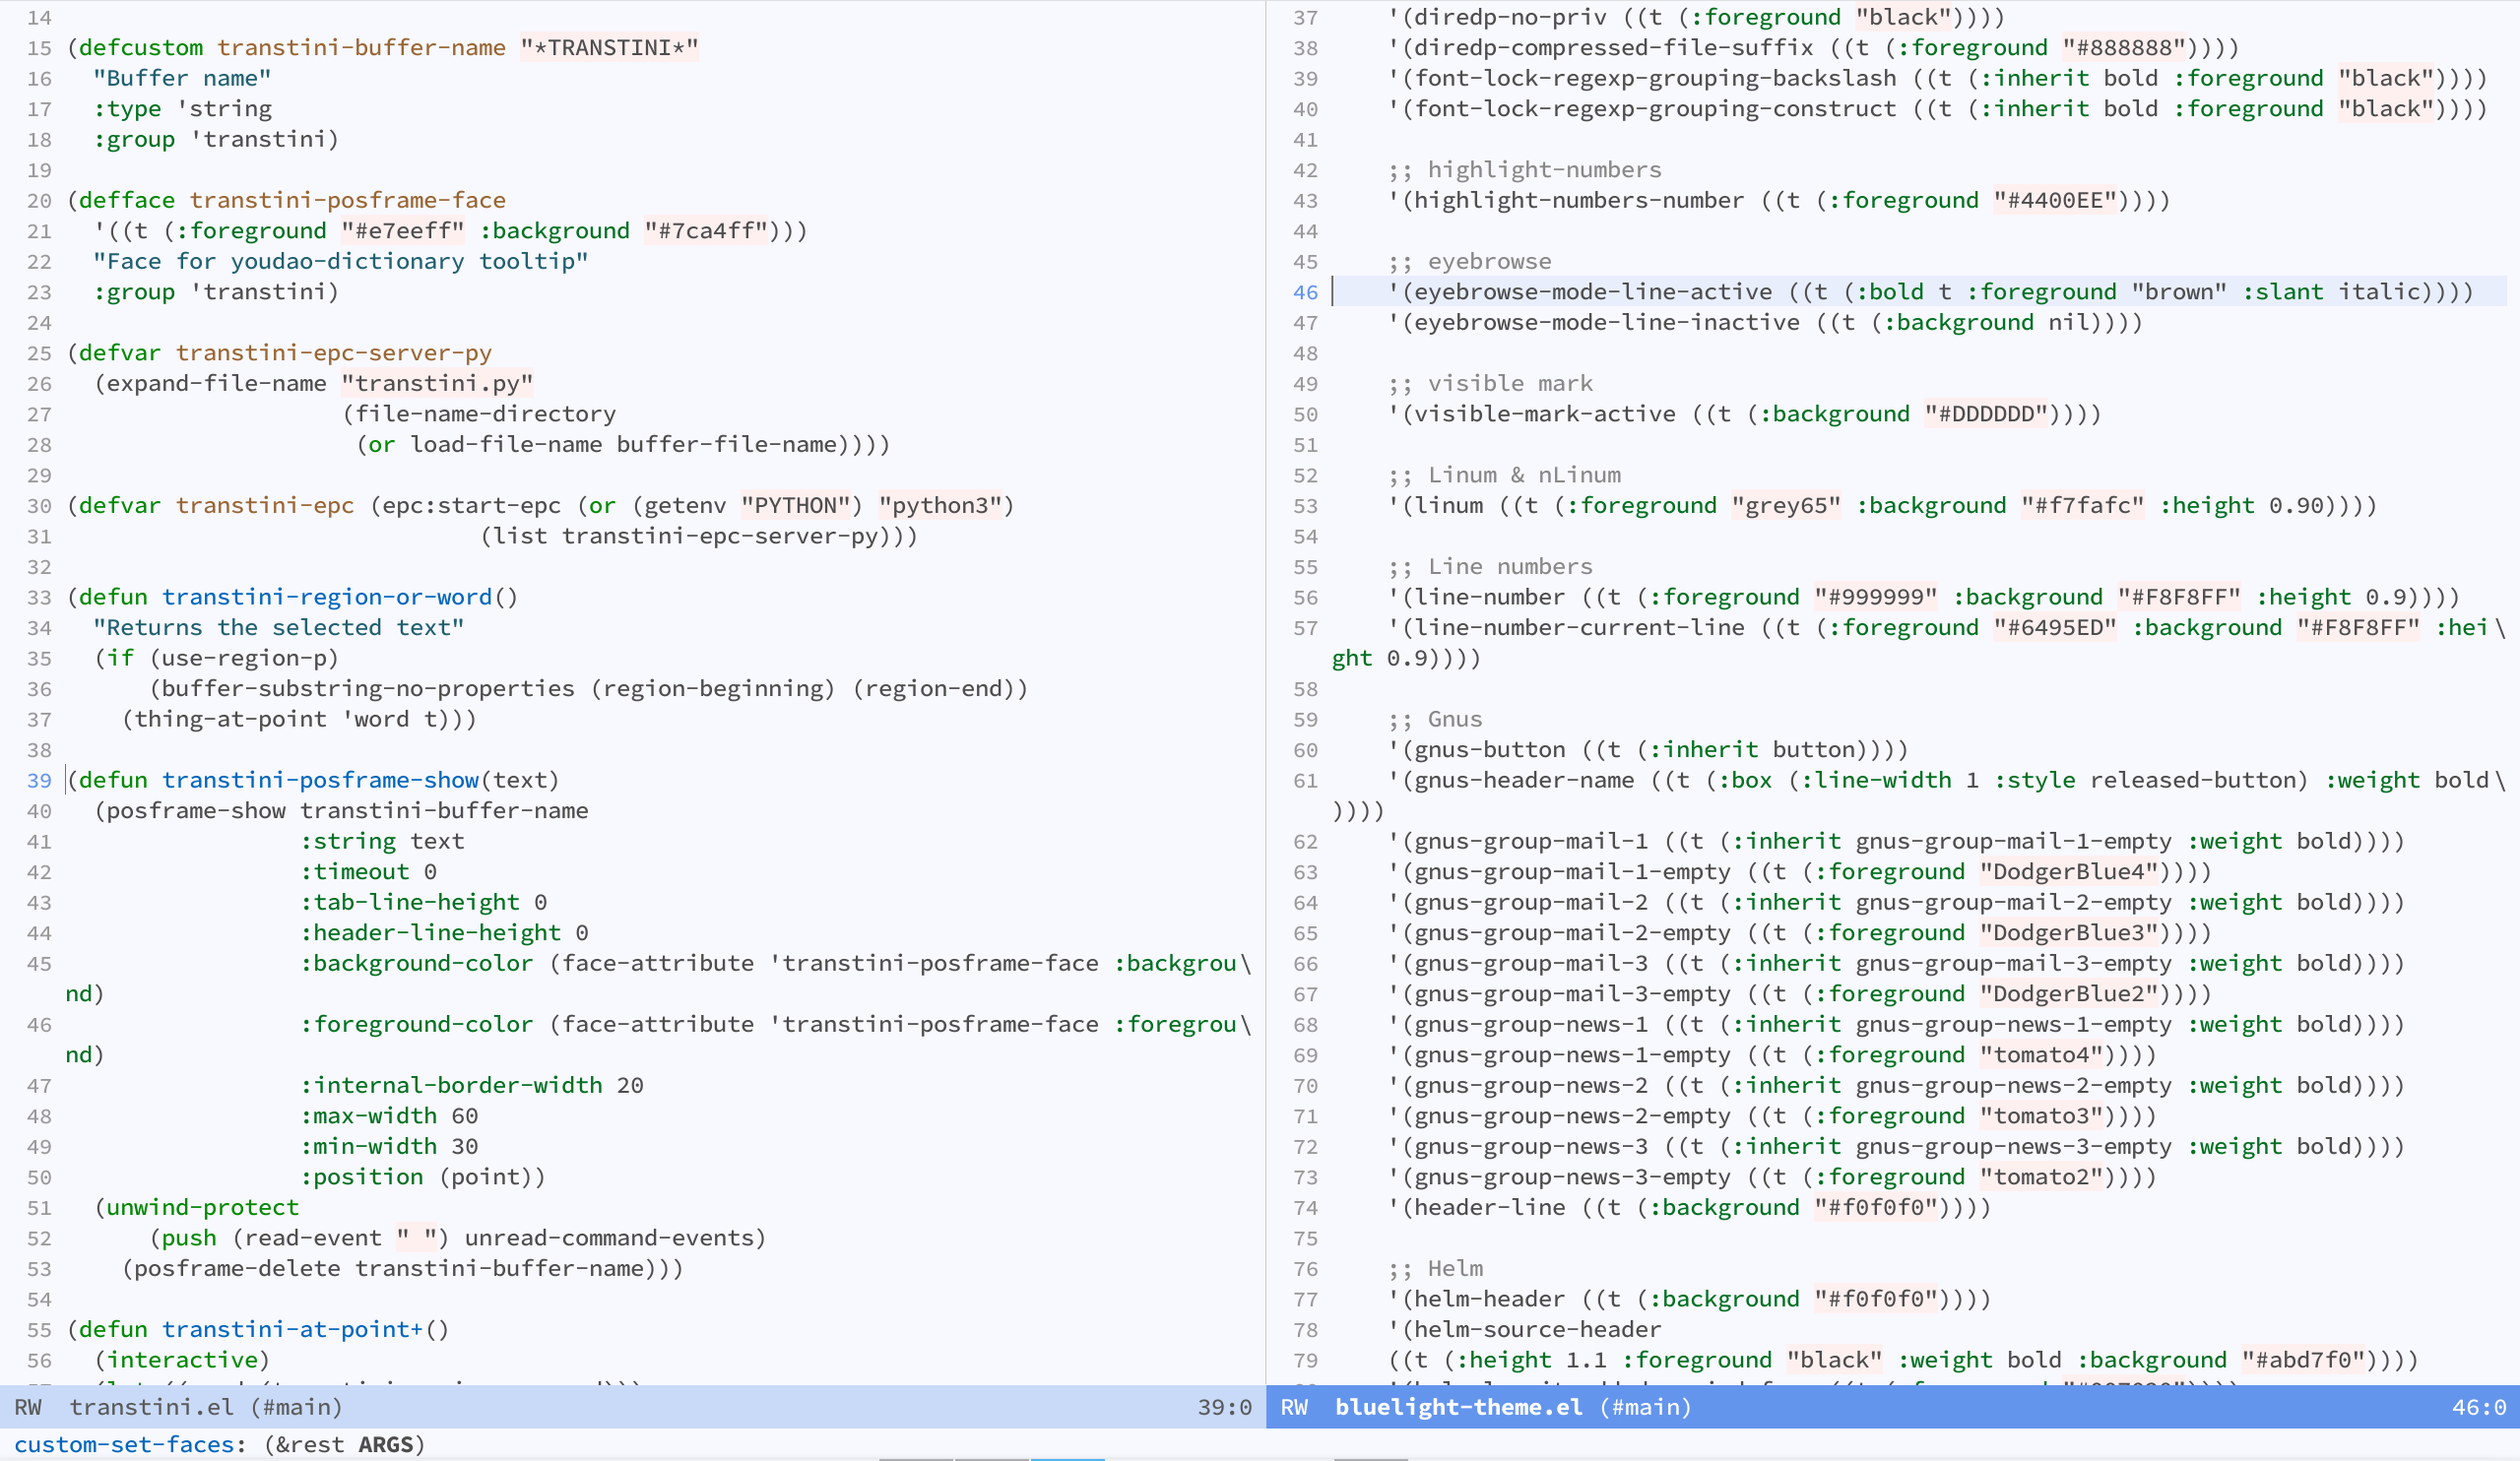 14
15 (defcustom transtini-buffer-name "*TRANSTINI*"
16   "Buffer name"
17   :type 'string
18   :group 'transtini)
19
20 (defface transtini-posframe-face
21   '((t (:foreground "#e7eeff" :background "#7ca4ff")))
22   "Face for youdao-dictionary tooltip"
23   :group 'transtini)
24
25 (defvar transtini-epc-server-py
26   (expand-file-name "transtini.py"
27                     (file-name-directory
28                      (or load-file-name buffer-file-name))))
29
30 (defvar transtini-epc (epc:start-epc (or (getenv "PYTHON") "python3")
31                               (list transtini-epc-server-py)))
32
33 (defun transtini-region-or-word()
34   "Returns the selected text"
35   (if (use-region-p)
36       (buffer-substring-no-properties (region-beginning) (region-end))
37     (thing-at-point 'word t)))
38
39 (defun transtini-posframe-show(text)
40   (posframe-show transtini-buffer-name
41                  :string text
42                  :timeout 0
43                  :tab-line-height 0
44                  :header-line-height 0
45                  :background-color (face-attribute 'transtini-posframe-face :backgrou\
nd)
46                  :foreground-color (face-attribute 'transtini-posframe-face :foregrou\
nd)
47                  :internal-border-width 20
48                  :max-width 60
49                  :min-width 30
50                  :position (point))
51   (unwind-protect
52       (push (read-event " ") unread-command-events)
53     (posframe-delete transtini-buffer-name)))
54
55 (defun transtini-at-point+()
56   (interactive)
RW  transtini.el (#main)  39:0
37     '(diredp-no-priv ((t (:foreground "black"))))
38     '(diredp-compressed-file-suffix ((t (:foreground "#888888"))))
39     '(font-lock-regexp-grouping-backslash ((t (:inherit bold :foreground "black"))))
40     '(font-lock-regexp-grouping-construct ((t (:inherit bold :foreground "black"))))
41
42     ;; highlight-numbers
43     '(highlight-numbers-number ((t (:foreground "#4400EE"))))
44
45     ;; eyebrowse
46     '(eyebrowse-mode-line-active ((t (:bold t :foreground "brown" :slant italic))))
47     '(eyebrowse-mode-line-inactive ((t (:background nil))))
48
49     ;; visible mark
50     '(visible-mark-active ((t (:background "#DDDDDD"))))
51
52     ;; Linum & nLinum
53     '(linum ((t (:foreground "grey65" :background "#f7fafc" :height 0.90))))
54
55     ;; Line numbers
56     '(line-number ((t (:foreground "#999999" :background "#F8F8FF" :height 0.9))))
57     '(line-number-current-line ((t (:foreground "#6495ED" :background "#F8F8FF" :hei\
ght 0.9))))
58
59     ;; Gnus
60     '(gnus-button ((t (:inherit button))))
61     '(gnus-header-name ((t (:box (:line-width 1 :style released-button) :weight bold\
))))
62     '(gnus-group-mail-1 ((t (:inherit gnus-group-mail-1-empty :weight bold))))
63     '(gnus-group-mail-1-empty ((t (:foreground "DodgerBlue4"))))
64     '(gnus-group-mail-2 ((t (:inherit gnus-group-mail-2-empty :weight bold))))
65     '(gnus-group-mail-2-empty ((t (:foreground "DodgerBlue3"))))
66     '(gnus-group-mail-3 ((t (:inherit gnus-group-mail-3-empty :weight bold))))
67     '(gnus-group-mail-3-empty ((t (:foreground "DodgerBlue2"))))
68     '(gnus-group-news-1 ((t (:inherit gnus-group-news-1-empty :weight bold))))
69     '(gnus-group-news-1-empty ((t (:foreground "tomato4"))))
70     '(gnus-group-news-2 ((t (:inherit gnus-group-news-2-empty :weight bold))))
71     '(gnus-group-news-2-empty ((t (:foreground "tomato3"))))
72     '(gnus-group-news-3 ((t (:inherit gnus-group-news-3-empty :weight bold))))
73     '(gnus-group-news-3-empty ((t (:foreground "tomato2"))))
74     '(header-line ((t (:background "#f0f0f0"))))
75
76     ;; Helm
77     '(helm-header ((t (:background "#f0f0f0"))))
78     '(helm-source-header
79     ((t (:height 1.1 :foreground "black" :weight bold :background "#abd7f0"))))
RW  bluelight-theme.el (#main)  46:0
custom-set-faces: (&rest ARGS)